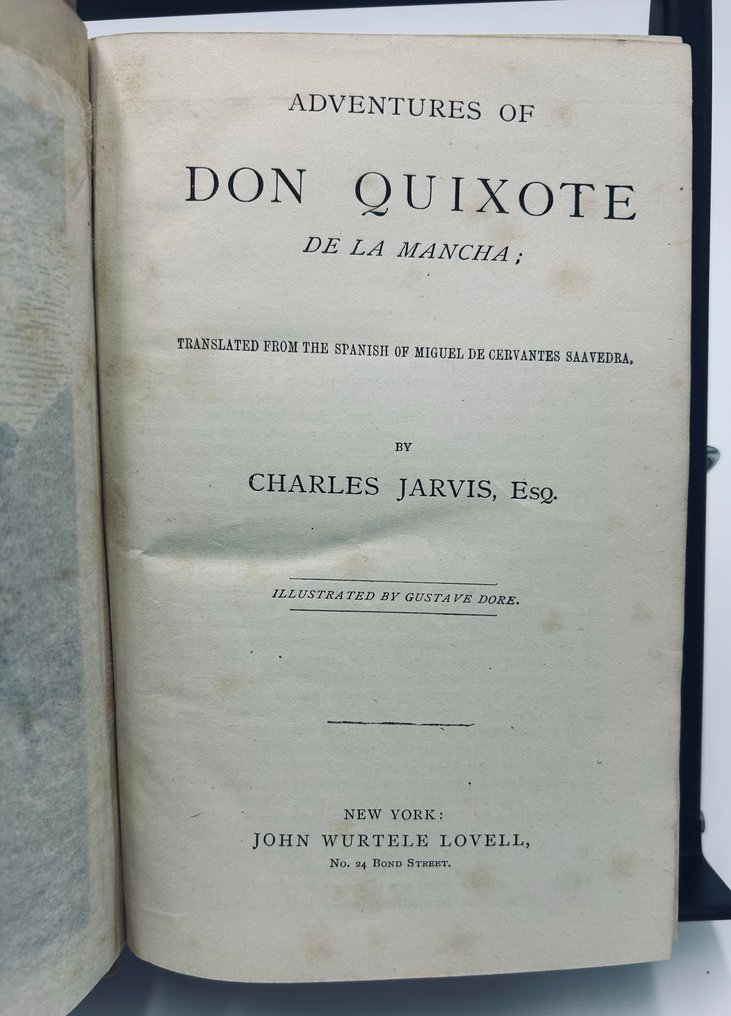 ADVENTURES OF
DON QUIXOTE
DE LA MANCHA;
TRANSLATED FROM THE SPANISH OF MIGUEL DE CERVANTES SAAVEDRA,
BY
CHARLES JARVIS, ESQ.
ILLUSTRATED BY GUSTAVE DORE.
NEW YORK:
JOHN WURTELE LOVELL,
No. 24 BOND STREET.